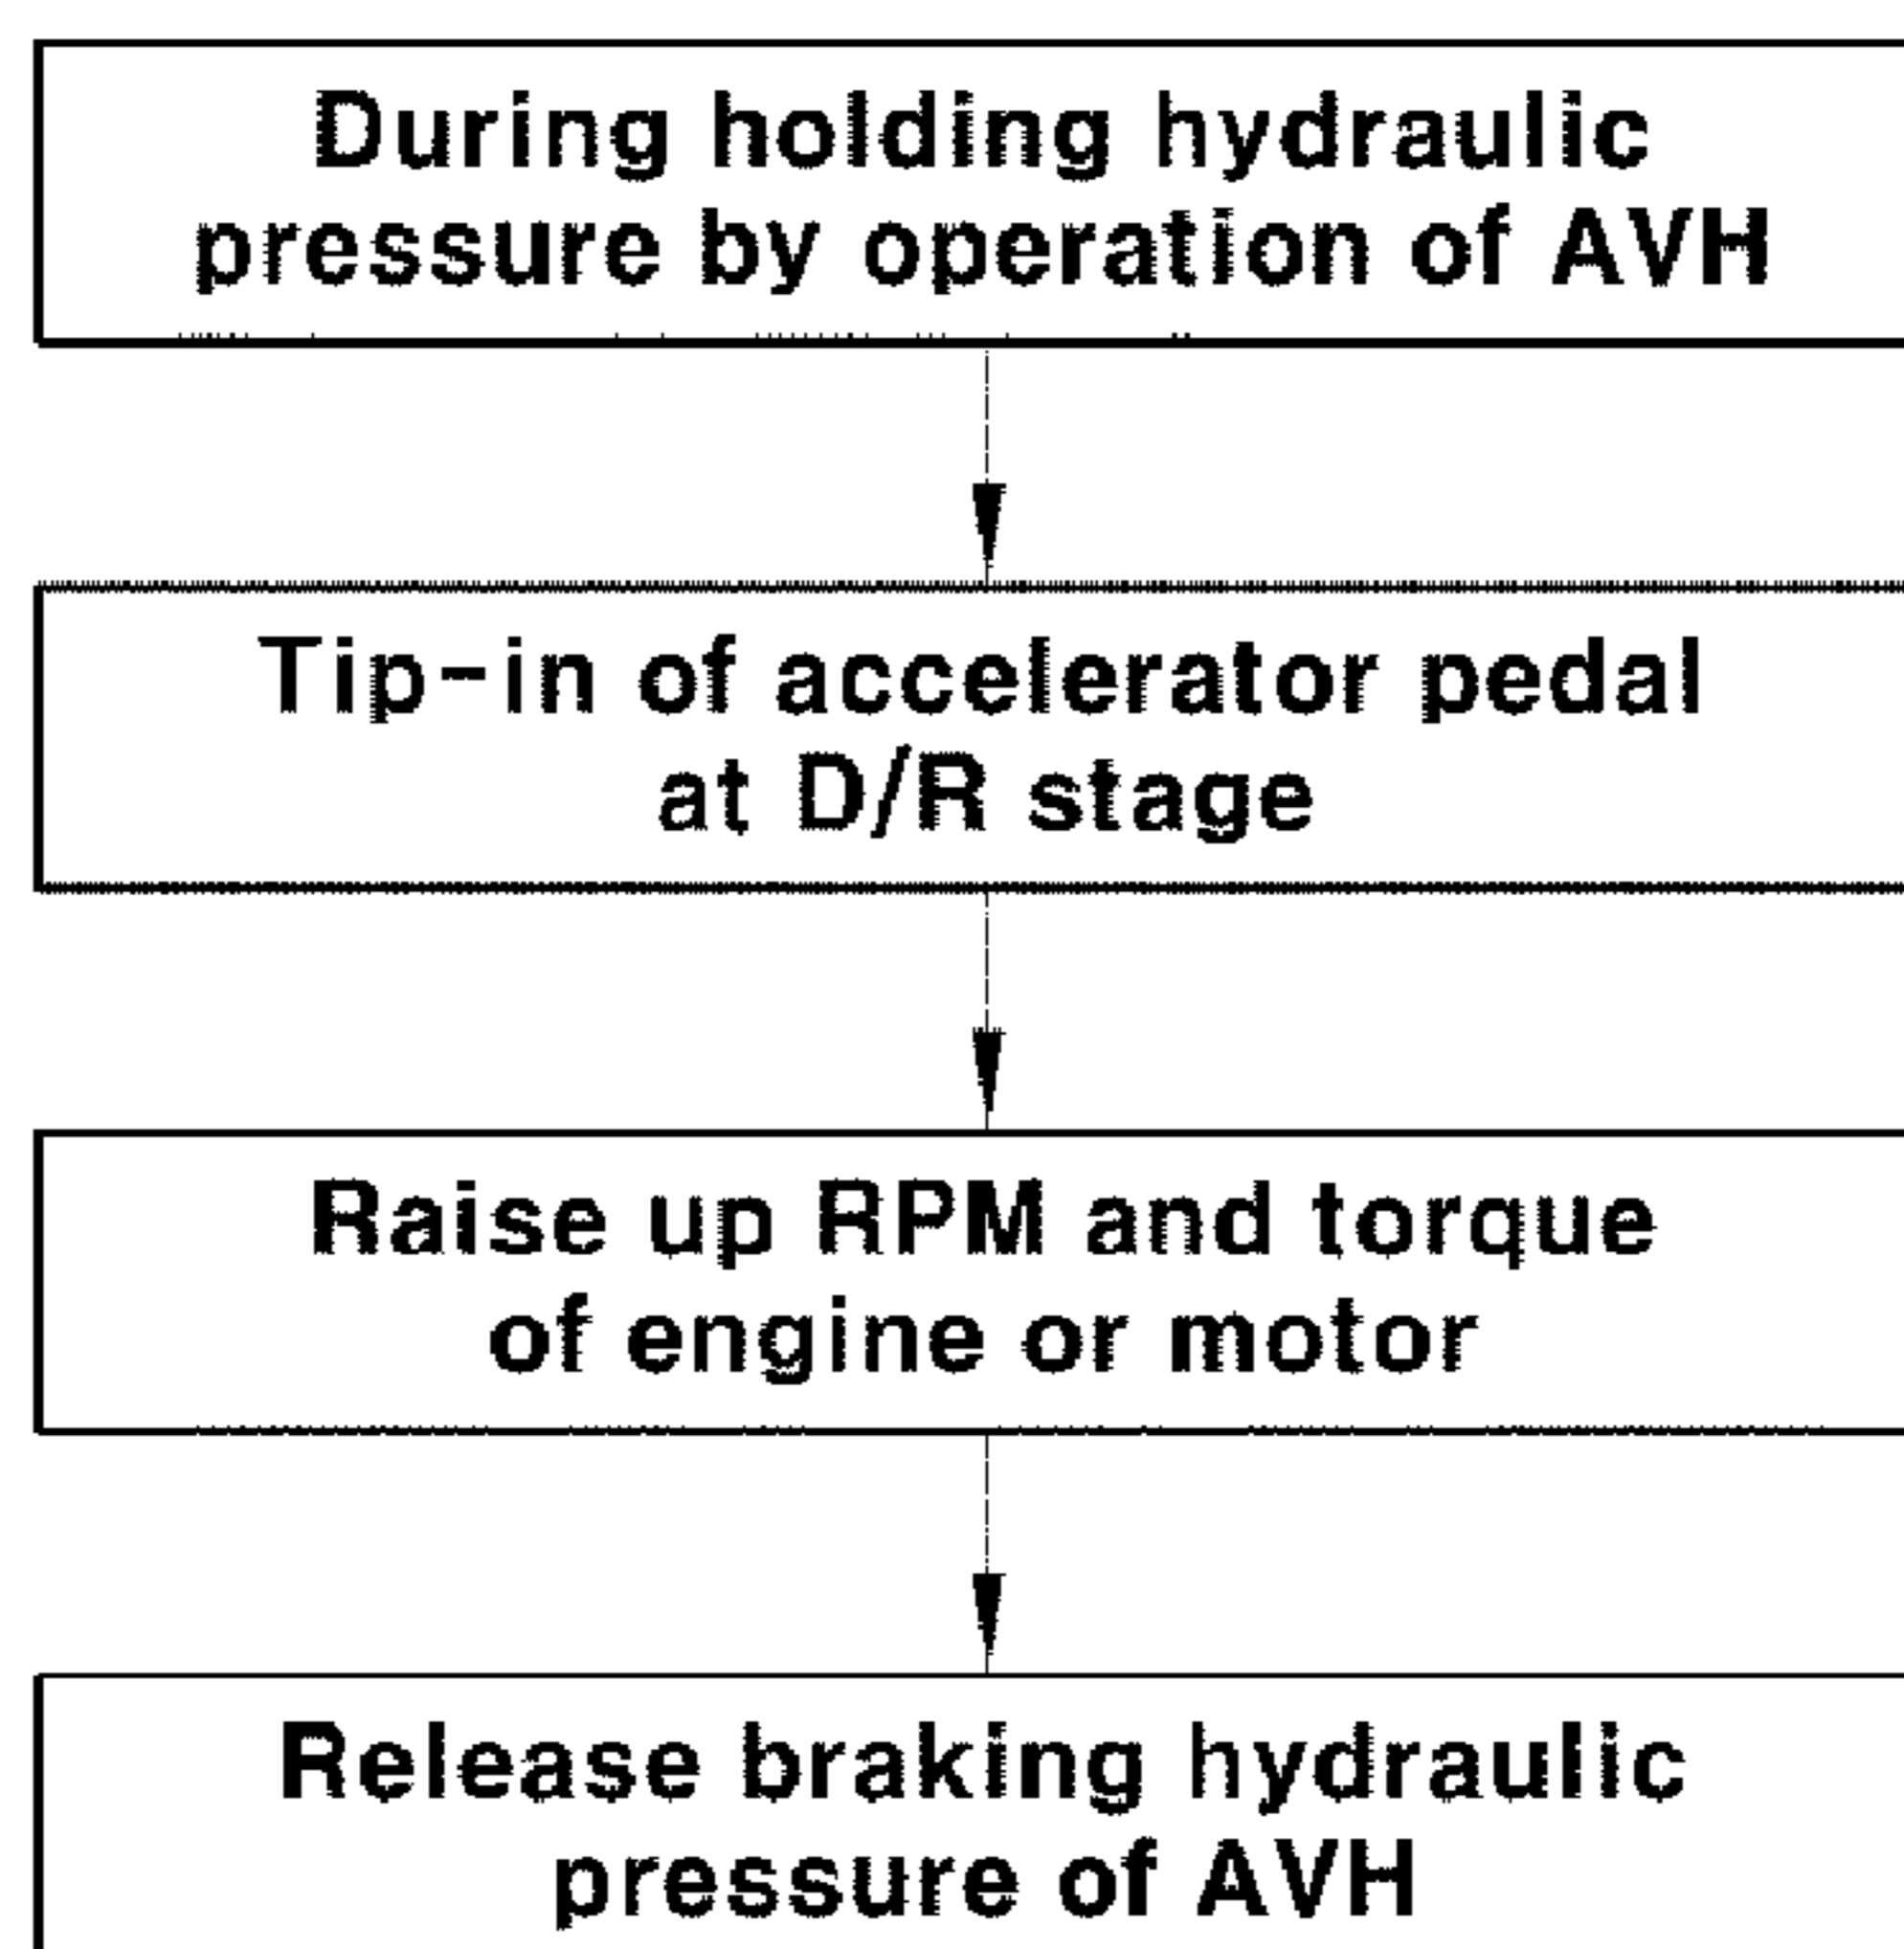 During holding hydraulic
pressure by operation of AVH
Tip-in of accelerator pedal
at D/R stage
Raise up RPM and torque
of engine or motor
Release braking hydraulic
pressure of AVH